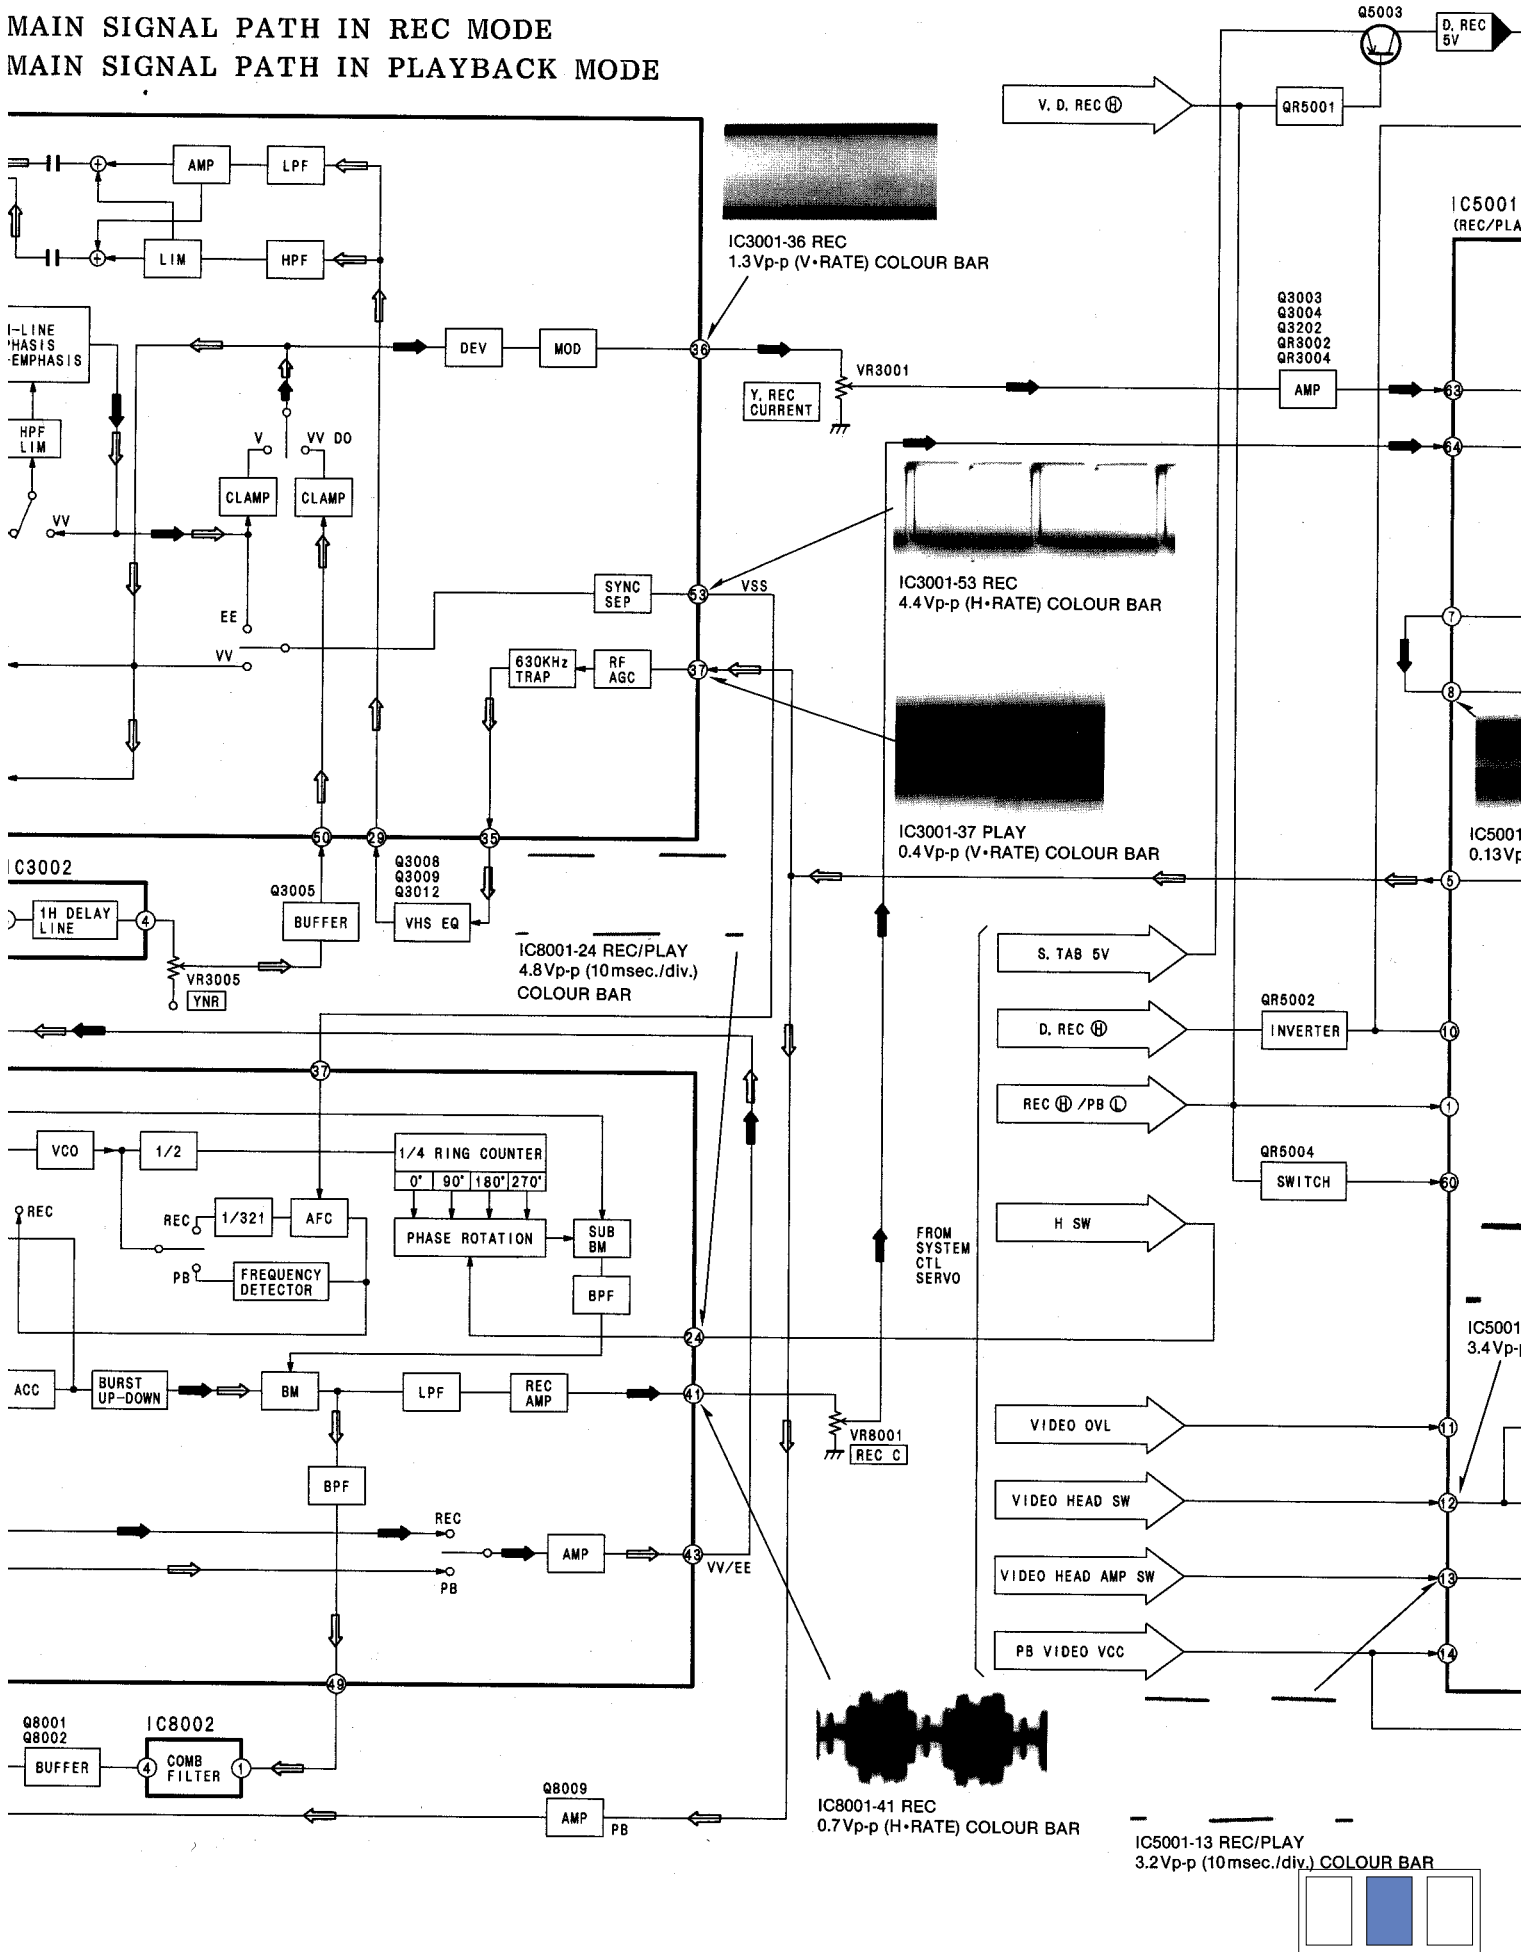 MAIN SIGNAL PATH IN REC MODE
MAIN SIGNAL PATH IN PLAYBACK MODE
Q5003
D. REC
5V
V. D. REC Ⓗ
QR5001
AMP
LPF
LIM
HPF
IC3001-36 REC
1.3Vp-p (V•RATE) COLOUR BAR
IC5001
(REC/PLA
-LINE
PHASIS
-EMPHASIS
HPF
LIM
DEV
MOD
36
VR3001
Y. REC
CURRENT
Q3003
Q3004
Q3202
QR3002
QR3004
AMP
63
64
V
VV DO
CLAMP
CLAMP
VV
EE
VV
SYNC
SEP
53
VSS
IC3001-53 REC
4.4Vp-p (H•RATE) COLOUR BAR
630KHz
TRAP
RF
AGC
37
7
8
IC3001-37 PLAY
0.4Vp-p (V•RATE) COLOUR BAR
IC5001
0.13Vp
50
29
35
5
IC3002
1H DELAY
LINE
4
VR3005
YNR
Q3005
BUFFER
Q3008
Q3009
Q3012
VHS EQ
IC8001-24 REC/PLAY
4.8Vp-p (10msec./div.)
COLOUR BAR
S. TAB 5V
D. REC Ⓗ
QR5002
INVERTER
10
REC Ⓗ /PB Ⓛ
1
QR5004
SWITCH
60
H SW
FROM
SYSTEM
CTL
SERVO
37
VCO
1/2
1/4 RING COUNTER
0° 90° 180° 270°
PHASE ROTATION
SUB
BM
BPF
REC
REC
1/321
AFC
PB
FREQUENCY
DETECTOR
24
IC5001
3.4Vp-p
ACC
BURST
UP-DOWN
BM
LPF
REC
AMP
41
VR8001
REC C
BPF
REC
PB
AMP
43
VV/EE
49
VIDEO OVL
11
VIDEO HEAD SW
12
VIDEO HEAD AMP SW
13
PB VIDEO VCC
14
Q8001
Q8002
BUFFER
IC8002
4
COMB
FILTER
1
Q8009
AMP
PB
IC8001-41 REC
0.7Vp-p (H•RATE) COLOUR BAR
IC5001-13 REC/PLAY
3.2Vp-p (10msec./div.) COLOUR BAR